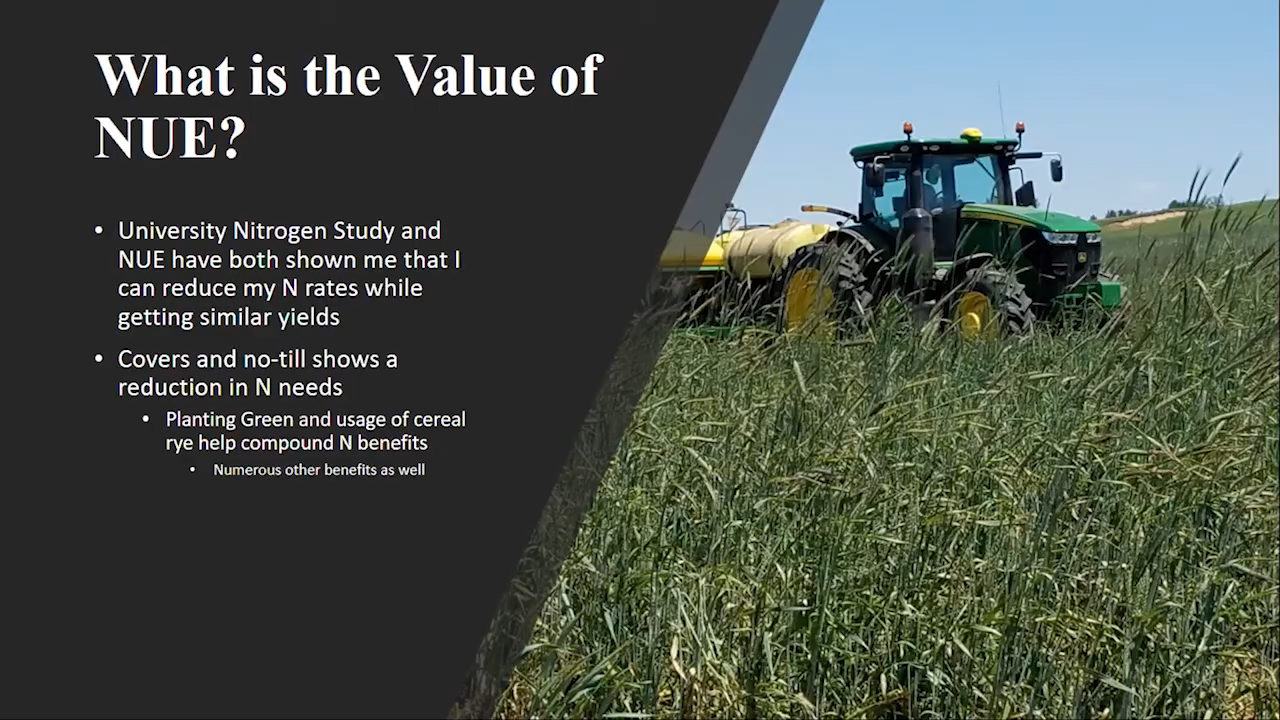 What is the Value of
NUE?
• University Nitrogen Study and
NUE have both shown me that I
can reduce my N rates while
getting similar yields
• Covers and no-till shows a
reduction in N needs
• Planting Green and usage of cereal
rye help compound N benefits
• Numerous other benefits as well